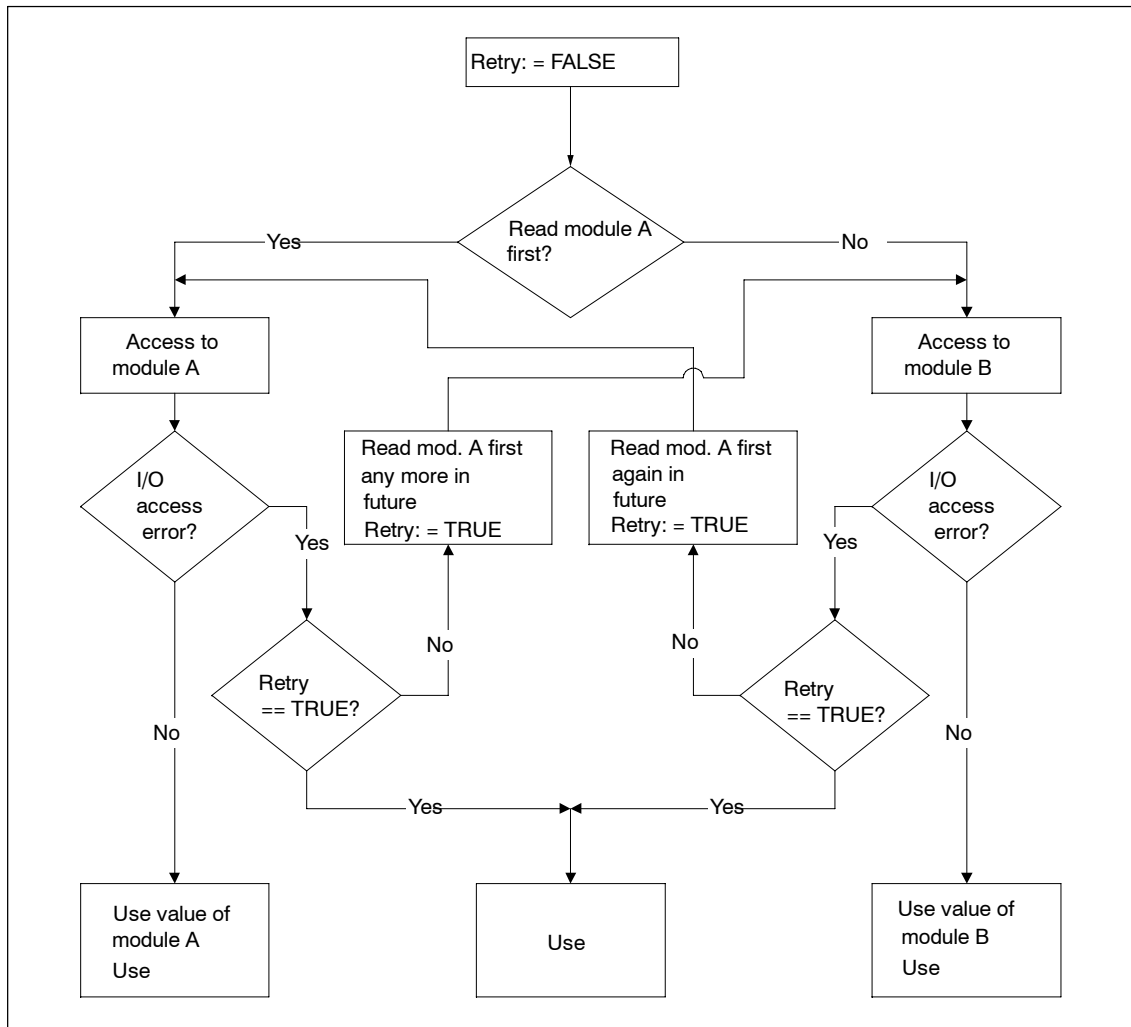 Retry: = FALSE
Read module A
first?
Yes
No
Access to
module A
Access to
module B
Read mod. A first
any more in
future
Retry: = TRUE
Read mod. A first
again in
future
Retry: = TRUE
I/O
access
error?
I/O
access
error?
Yes
Yes
No
No
Retry
== TRUE?
Retry
== TRUE?
No
No
Yes
Yes
Use value of
module A
Use
Use
Use value of
module B
Use